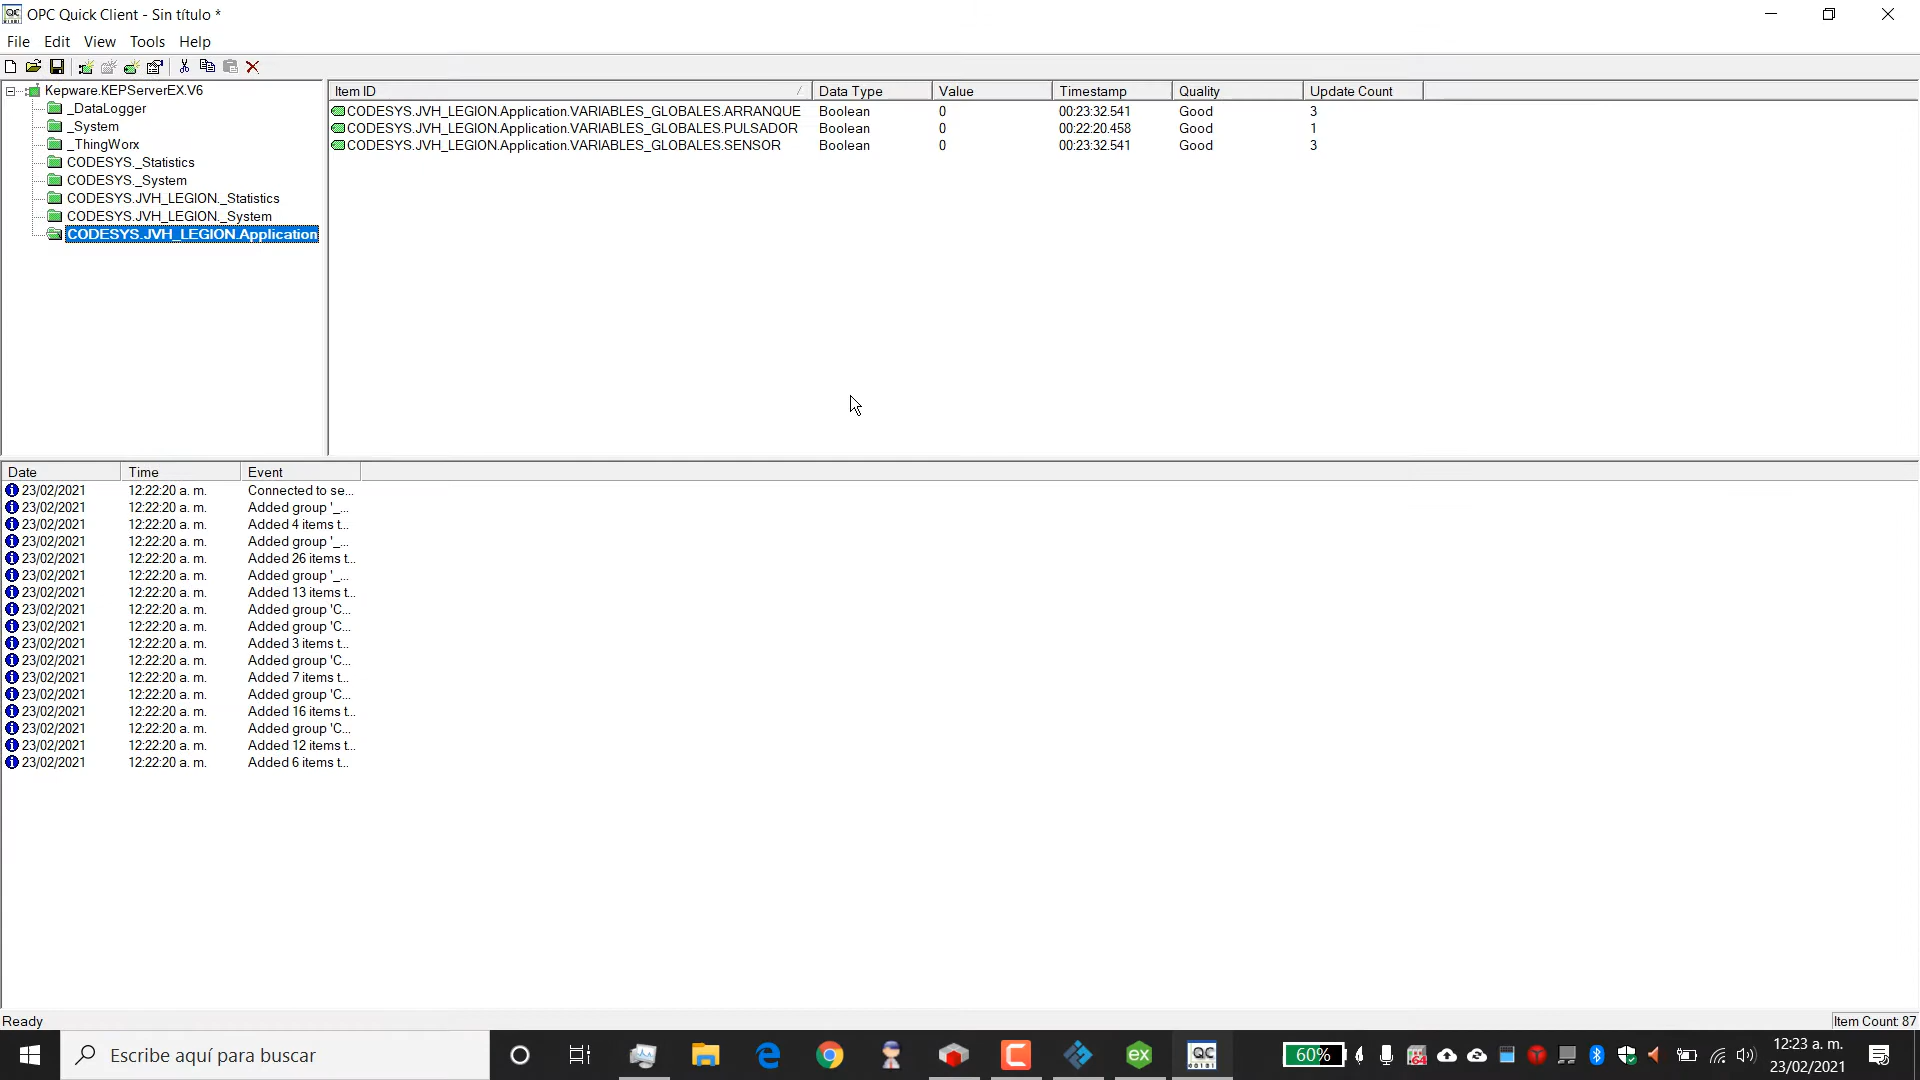 OPC Quick Client - Sin título *
File Edit View Tools Help
Kepware.KEPServerEX.V6
_DataLogger
_System
_ThingWorx
CODESYS._Statistics
CODESYS._System
CODESYS.JVH_LEGION._Statistics
CODESYS.JVH_LEGION._System
CODESYS.JVH_LEGION.Application
Item ID Data Type Value Timestamp Quality Update Count
CODESYS.JVH_LEGION.Application.VARIABLES_GLOBALES.ARRANQUE Boolean 0 00:23:32.541 Good 3
CODESYS.JVH_LEGION.Application.VARIABLES_GLOBALES.PULSADOR Boolean 0 00:22:20.458 Good 1
CODESYS.JVH_LEGION.Application.VARIABLES_GLOBALES.SENSOR Boolean 0 00:23:32.541 Good 3
Date Time Event
23/02/2021 12:22:20 a. m. Connected to se...
23/02/2021 12:22:20 a. m. Added group '_...
23/02/2021 12:22:20 a. m. Added 4 items t...
23/02/2021 12:22:20 a. m. Added group '_...
23/02/2021 12:22:20 a. m. Added 26 items t...
23/02/2021 12:22:20 a. m. Added group '_...
23/02/2021 12:22:20 a. m. Added 13 items t...
23/02/2021 12:22:20 a. m. Added group 'C...
23/02/2021 12:22:20 a. m. Added group 'C...
23/02/2021 12:22:20 a. m. Added 3 items t...
23/02/2021 12:22:20 a. m. Added group 'C...
23/02/2021 12:22:20 a. m. Added 7 items t...
23/02/2021 12:22:20 a. m. Added group 'C...
23/02/2021 12:22:20 a. m. Added 16 items t...
23/02/2021 12:22:20 a. m. Added group 'C...
23/02/2021 12:22:20 a. m. Added 12 items t...
23/02/2021 12:22:20 a. m. Added 6 items t...
Ready Item Count: 87
Escribe aquí para buscar
ex
QC
60%
64
12:23 a. m.
23/02/2021